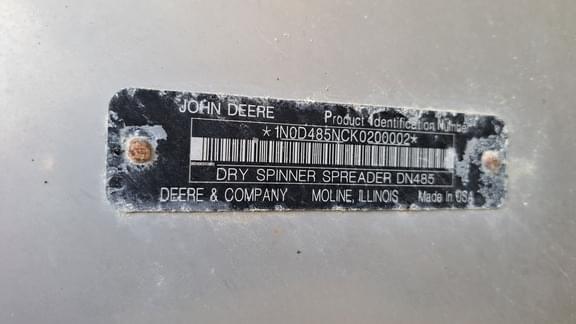 JOHN DEERE Product Identification Number
*1N0D485NCK0200002*
DRY SPINNER SPREADER DN485
DEERE & COMPANY MOLINE, ILLINOIS Made In USA